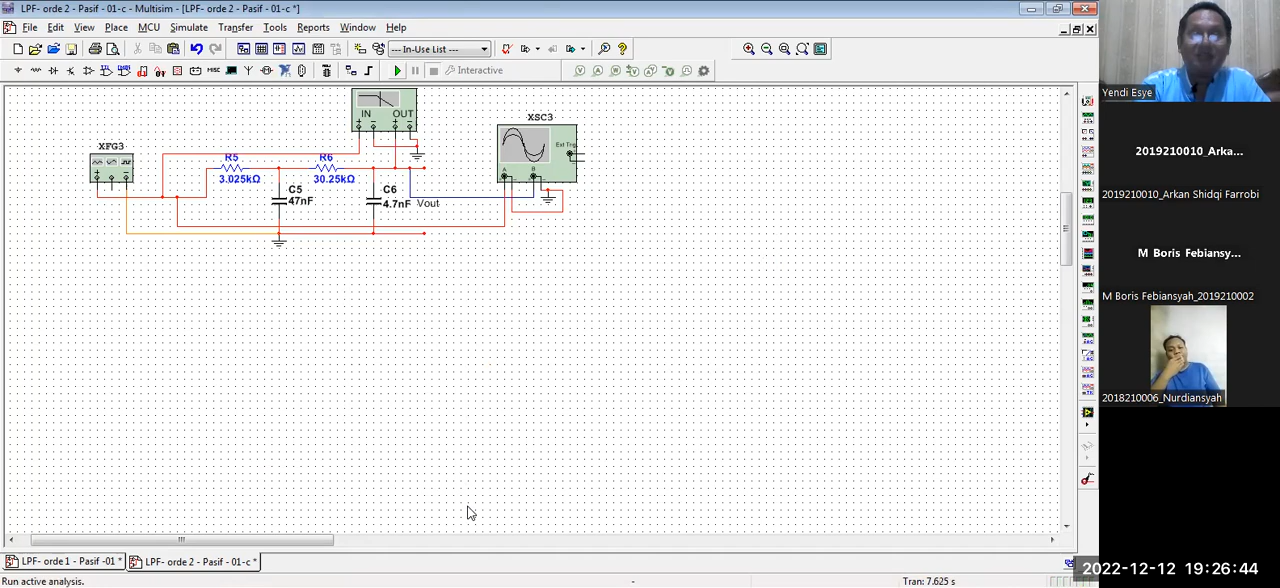 LPF- orde 2 - Pasif - 01-c - Multisim - [LPF- orde 2 - Pasif -01-c *]
File Edit View Place MCU Simulate Transfer Tools Reports Options Window Help
--- In-Use List ---
Interactive
IN OUT
XFG3
R5
3.025kΩ
R6
30.25kΩ
C5
47nF
C6
4.7nF
Vout
XSC3
Ext Trig
A B
LPF- orde 1 - Pasif -01 *
LPF- orde 2 - Pasif - 01-c *
Run active analysis.
Tran: 7.625 s
Yendi Esye
2019210010_Arka...
2019210010_Arkan Shidqi Farrobi
M Boris Febiansy...
M Boris Febiansyah_2019210002
2018210006_Nurdiansyah
2022-12-12 19:26:44